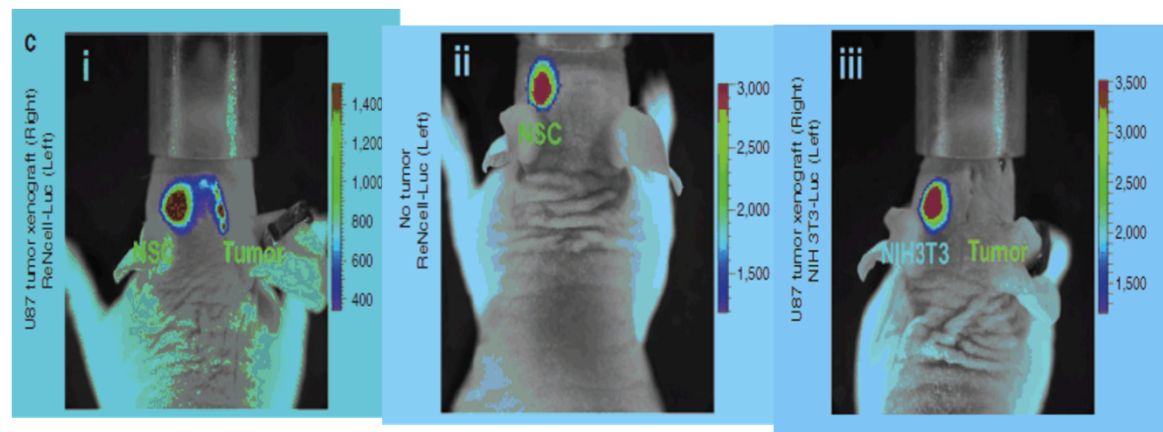 c
i
U87 tumor xenograft (Right)
ReNcell-Luc (Left)
NSC
Tumor
1,400
1,000
800
600
400
ii
No tumor
ReNcell-Luc (Left)
NSC
3,000
2,500
2,000
1,500
iii
U87 tumor xenograft (Right)
NIH 3T3-Luc (Left)
NIH3T3
Tumor
3,500
3,000
2,500
2,000
1,500